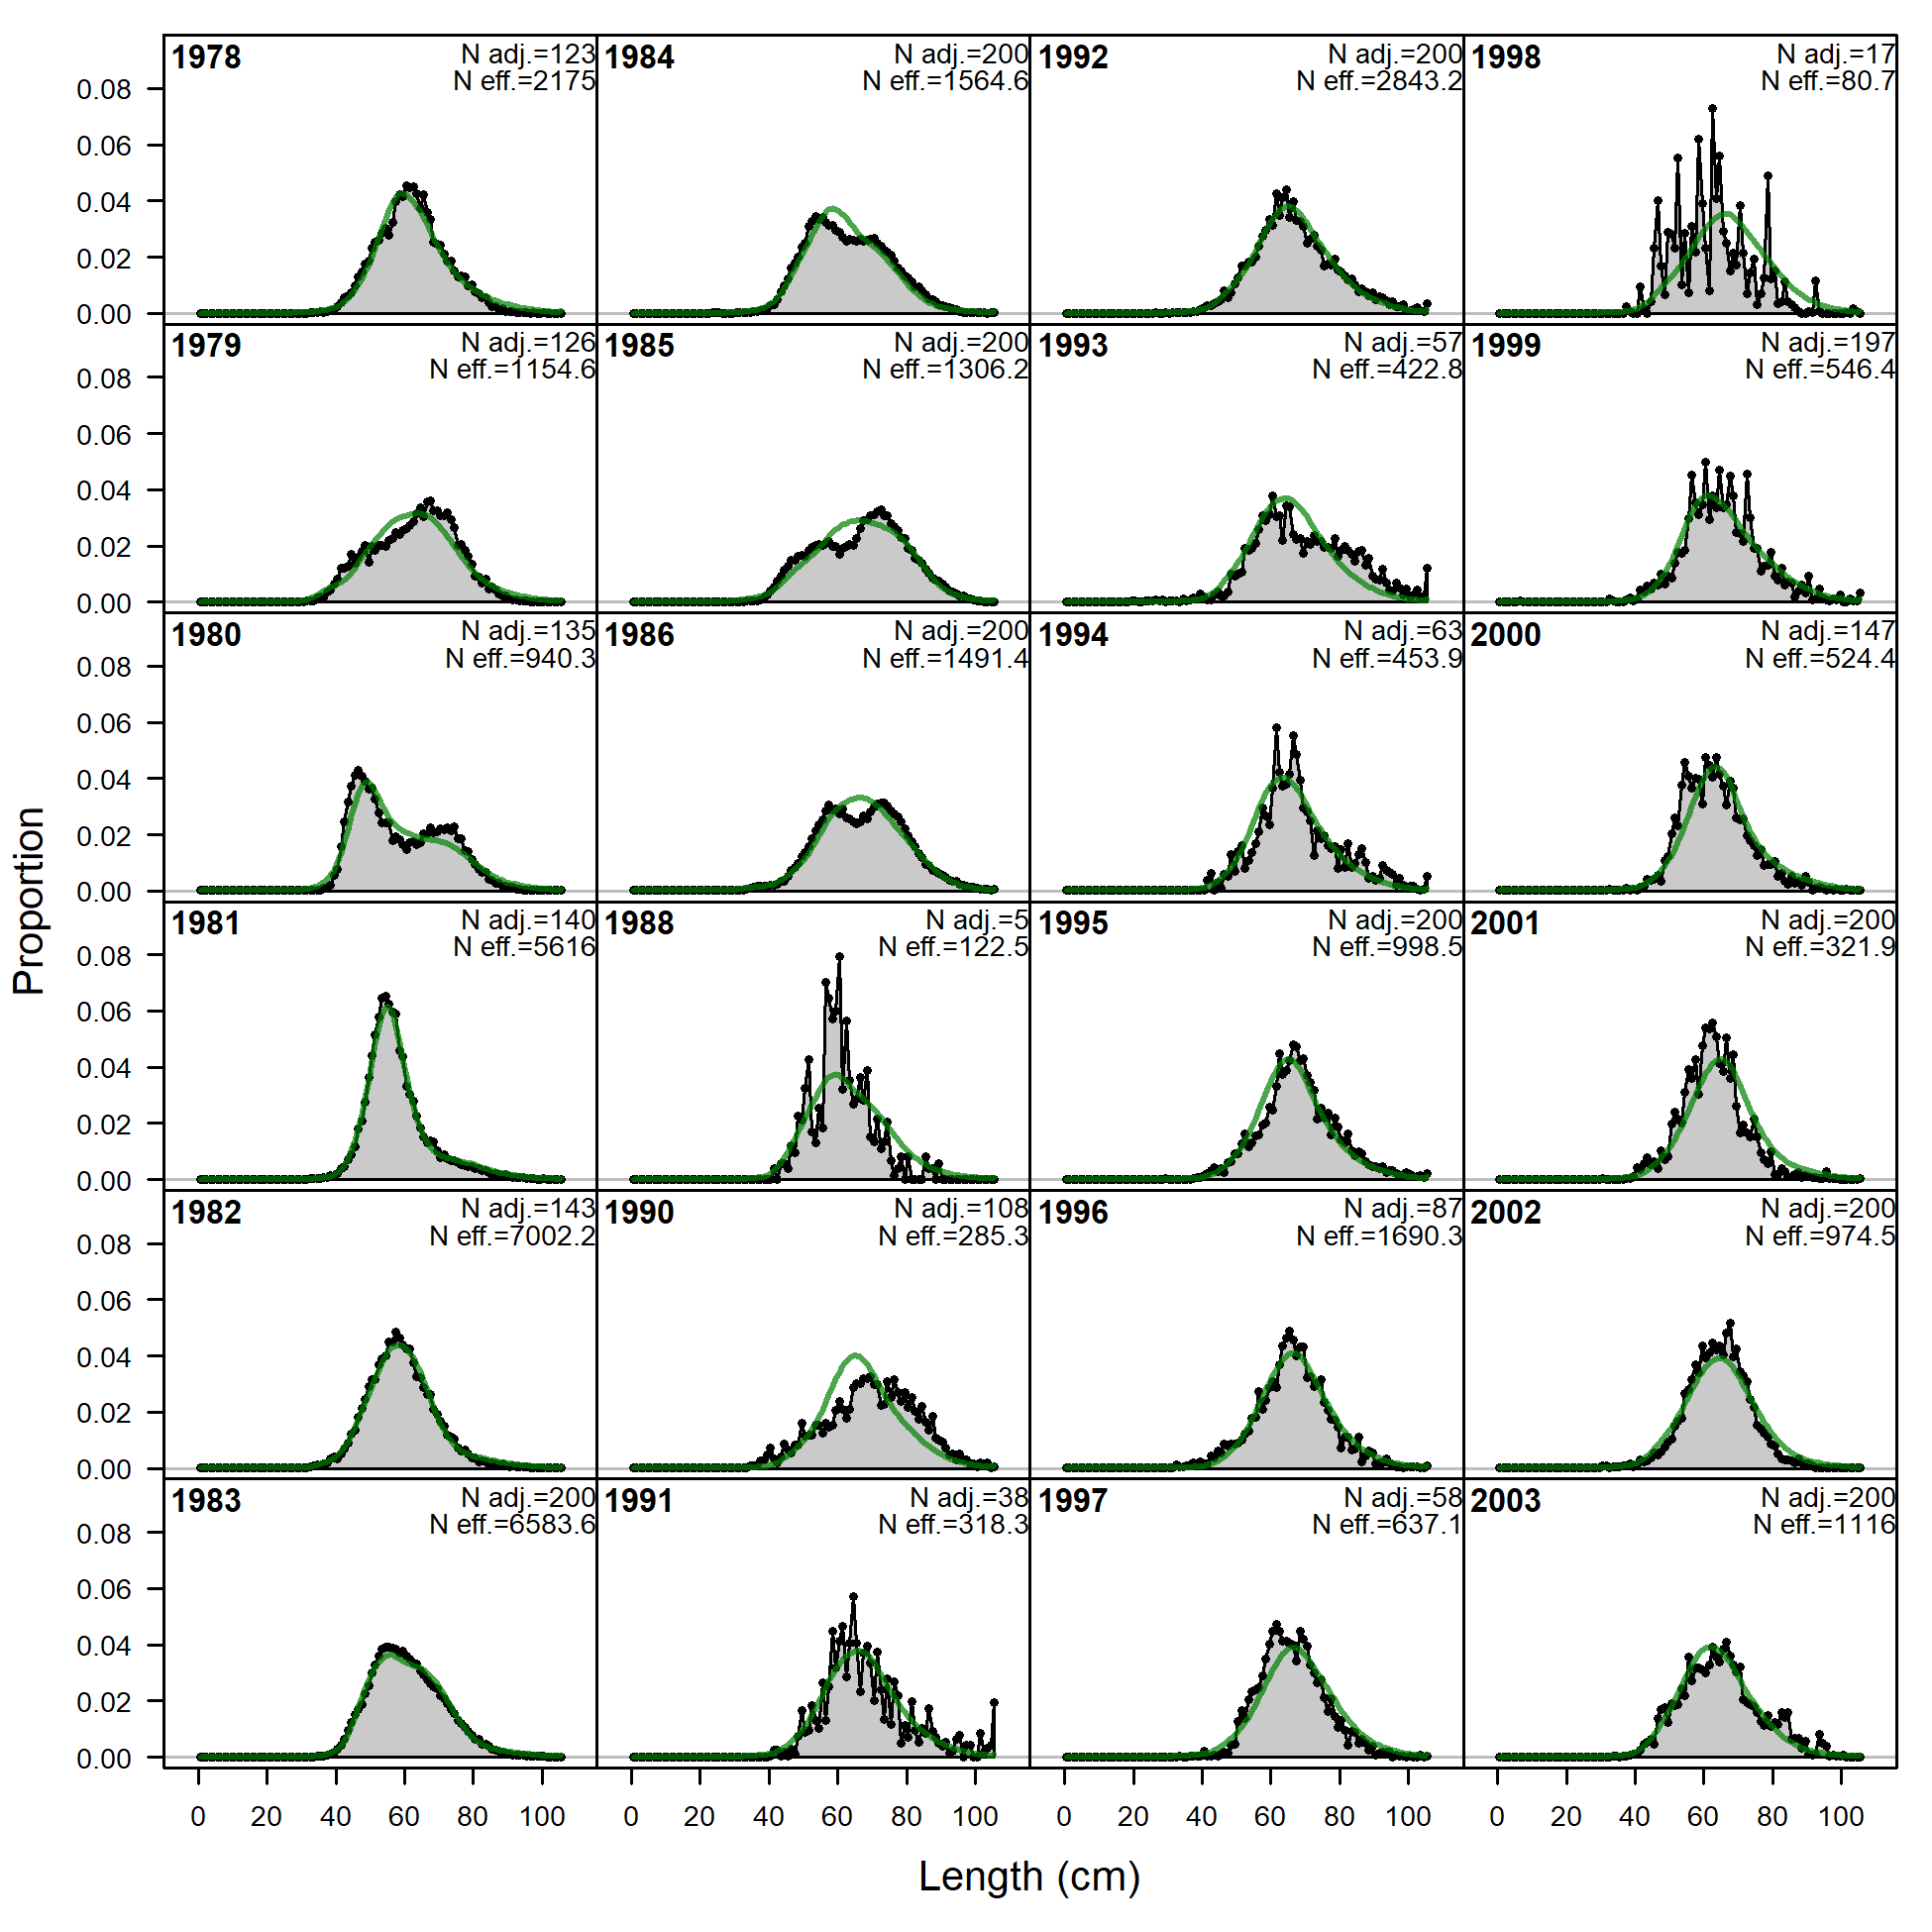 1978
N adj.=123
N eff.=2175
1984
N adj.=200
N eff.=1564.6
1992
N adj.=200
N eff.=2843.2
1998
N adj.=17
N eff.=80.7
0.08
0.06
0.04
0.02
0.00
1979
N adj.=126
N eff.=1154.6
1985
N adj.=200
N eff.=1306.2
1993
N adj.=57
N eff.=422.8
1999
N adj.=197
N eff.=546.4
0.08
0.06
0.04
0.02
0.00
1980
N adj.=135
N eff.=940.3
1986
N adj.=200
N eff.=1491.4
1994
N adj.=63
N eff.=453.9
2000
N adj.=147
N eff.=524.4
0.08
0.06
0.04
0.02
0.00
Proportion
1981
N adj.=140
N eff.=5616
1988
N adj.=5
N eff.=122.5
1995
N adj.=200
N eff.=998.5
2001
N adj.=200
N eff.=321.9
0.08
0.06
0.04
0.02
0.00
1982
N adj.=143
N eff.=7002.2
1990
N adj.=108
N eff.=285.3
1996
N adj.=87
N eff.=1690.3
2002
N adj.=200
N eff.=974.5
0.08
0.06
0.04
0.02
0.00
1983
N adj.=200
N eff.=6583.6
1991
N adj.=38
N eff.=318.3
1997
N adj.=58
N eff.=637.1
2003
N adj.=200
N eff.=1116
0.08
0.06
0.04
0.02
0.00
0 20 40 60 80 100 0 20 40 60 80 100 0 20 40 60 80 100 0 20 40 60 80 100
Length (cm)